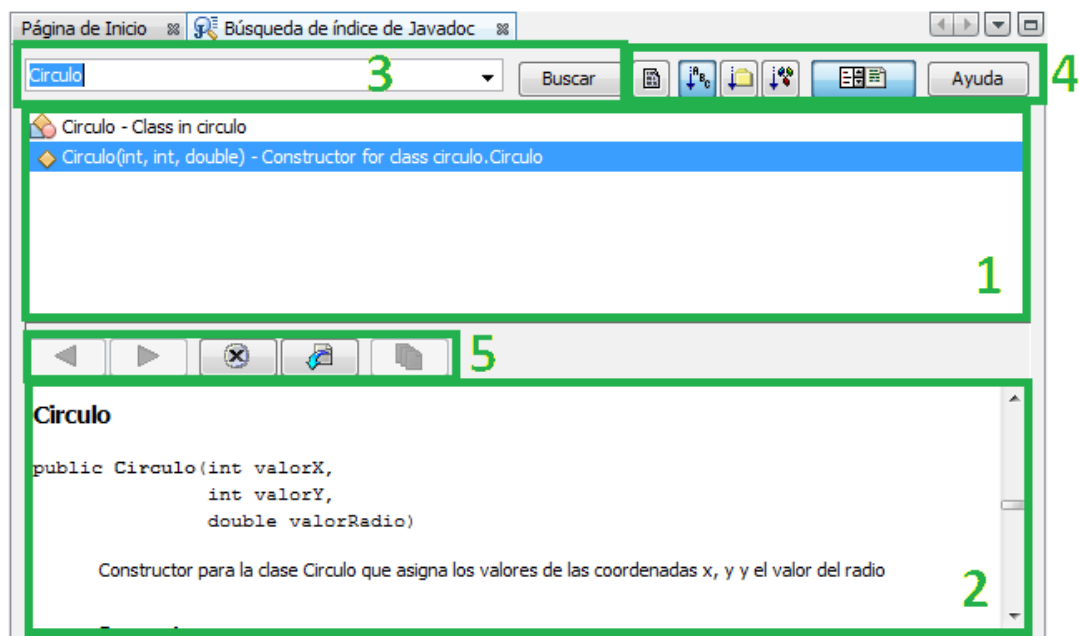 Página de Inicio Búsqueda de índice de Javadoc
Circulo 3 Buscar Ayuda 4
Circulo - Class in circulo
Circulo(int, int, double) - Constructor for class circulo.Circulo
1
5
Circulo
public Circulo(int valorX,
int valorY,
double valorRadio)
Constructor para la clase Circulo que asigna los valores de las coordenadas x, y y el valor del radio
2